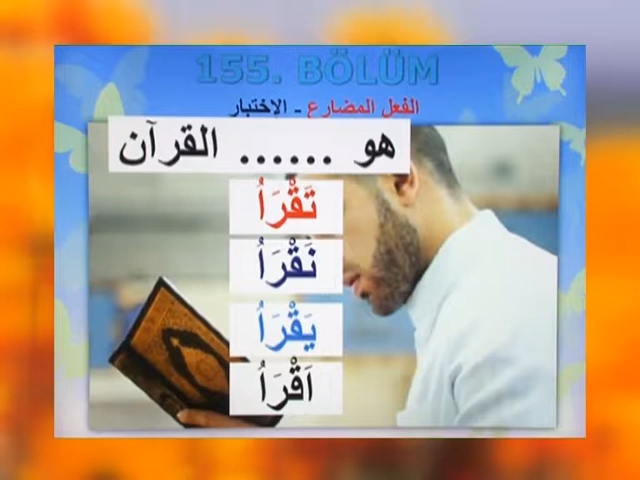 155. BÖLÜM
الفعل المضارع - الاختبار
هو ...... القرآن
تَقْرَاُ
نَقْرَاُ
يَقْرَاُ
اَقْرَاُ